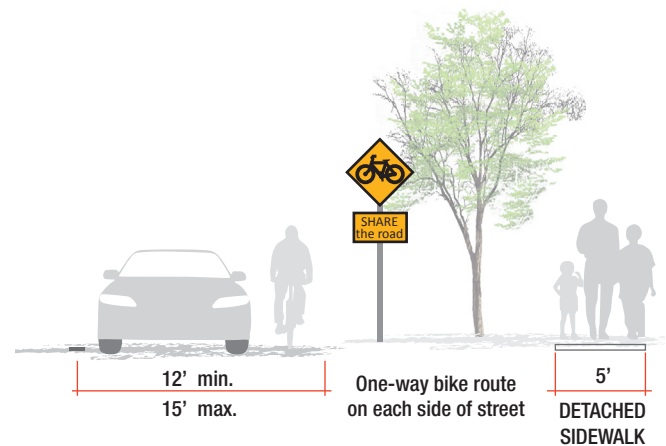 SHARE
the road
12' min.
15' max.
One-way bike route
on each side of street
5'
DETACHED
SIDEWALK